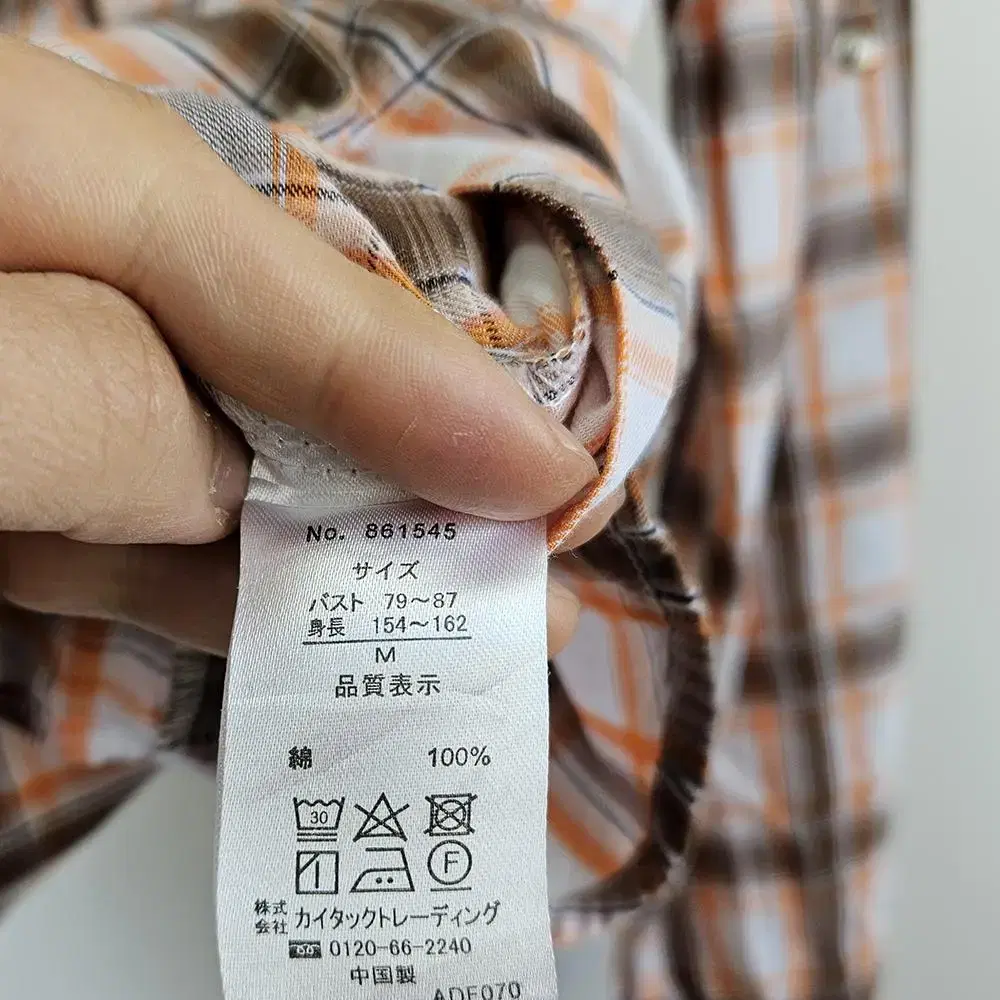 No. 861545
サイズ
バスト 79〜87
身長 154〜162
M
品質表示
綿 100%
30
F
株式会社 カイタックトレーディング
0120-66-2240
中国製
ADF070